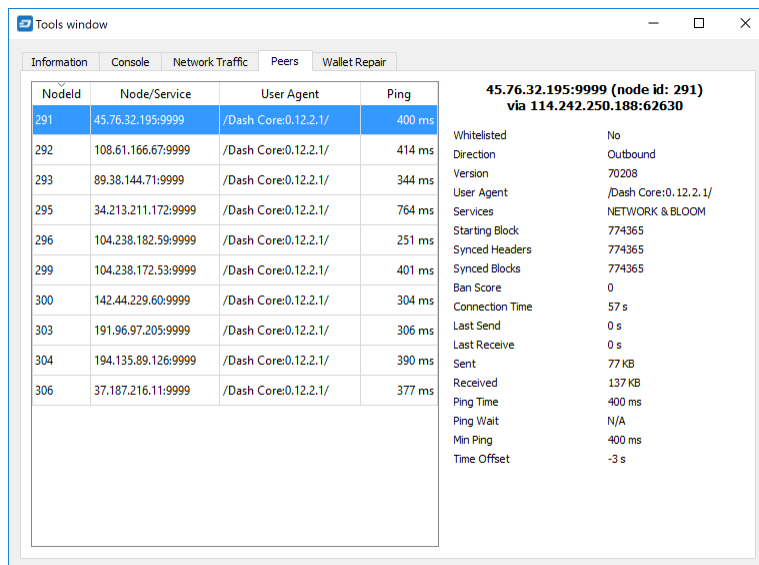 Tools window
Information Console Network Traffic Peers Wallet Repair
NodeId Node/Service User Agent Ping
291 45.76.32.195:9999 /Dash Core:0.12.2.1/ 400 ms
292 108.61.166.67:9999 /Dash Core:0.12.2.1/ 414 ms
293 89.38.144.71:9999 /Dash Core:0.12.2.1/ 344 ms
295 34.213.211.172:9999 /Dash Core:0.12.2.1/ 764 ms
296 104.238.182.59:9999 /Dash Core:0.12.2.1/ 251 ms
299 104.238.172.53:9999 /Dash Core:0.12.2.1/ 401 ms
300 142.44.229.60:9999 /Dash Core:0.12.2.1/ 304 ms
303 191.96.97.205:9999 /Dash Core:0.12.2.1/ 306 ms
304 194.135.89.126:9999 /Dash Core:0.12.2.1/ 390 ms
306 37.187.216.11:9999 /Dash Core:0.12.2.1/ 377 ms
45.76.32.195:9999 (node id: 291)
via 114.242.250.188:62630
Whitelisted No
Direction Outbound
Version 70208
User Agent /Dash Core:0.12.2.1/
Services NETWORK & BLOOM
Starting Block 774365
Synced Headers 774365
Synced Blocks 774365
Ban Score 0
Connection Time 57 s
Last Send 0 s
Last Receive 0 s
Sent 77 KB
Received 137 KB
Ping Time 400 ms
Ping Wait N/A
Min Ping 400 ms
Time Offset -3 s